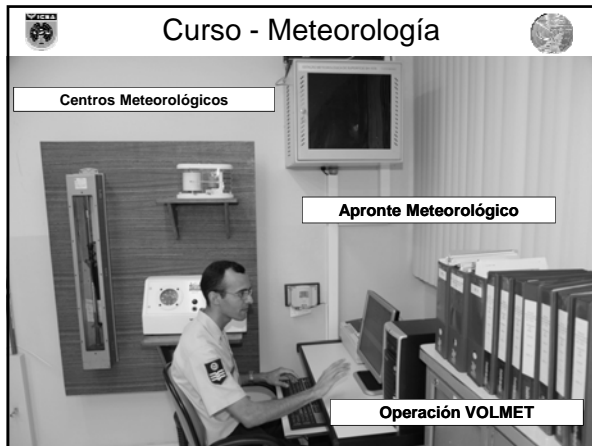 Curso - Meteorología
Centros Meteorológicos
Apronte Meteorológico
Operación VOLMET